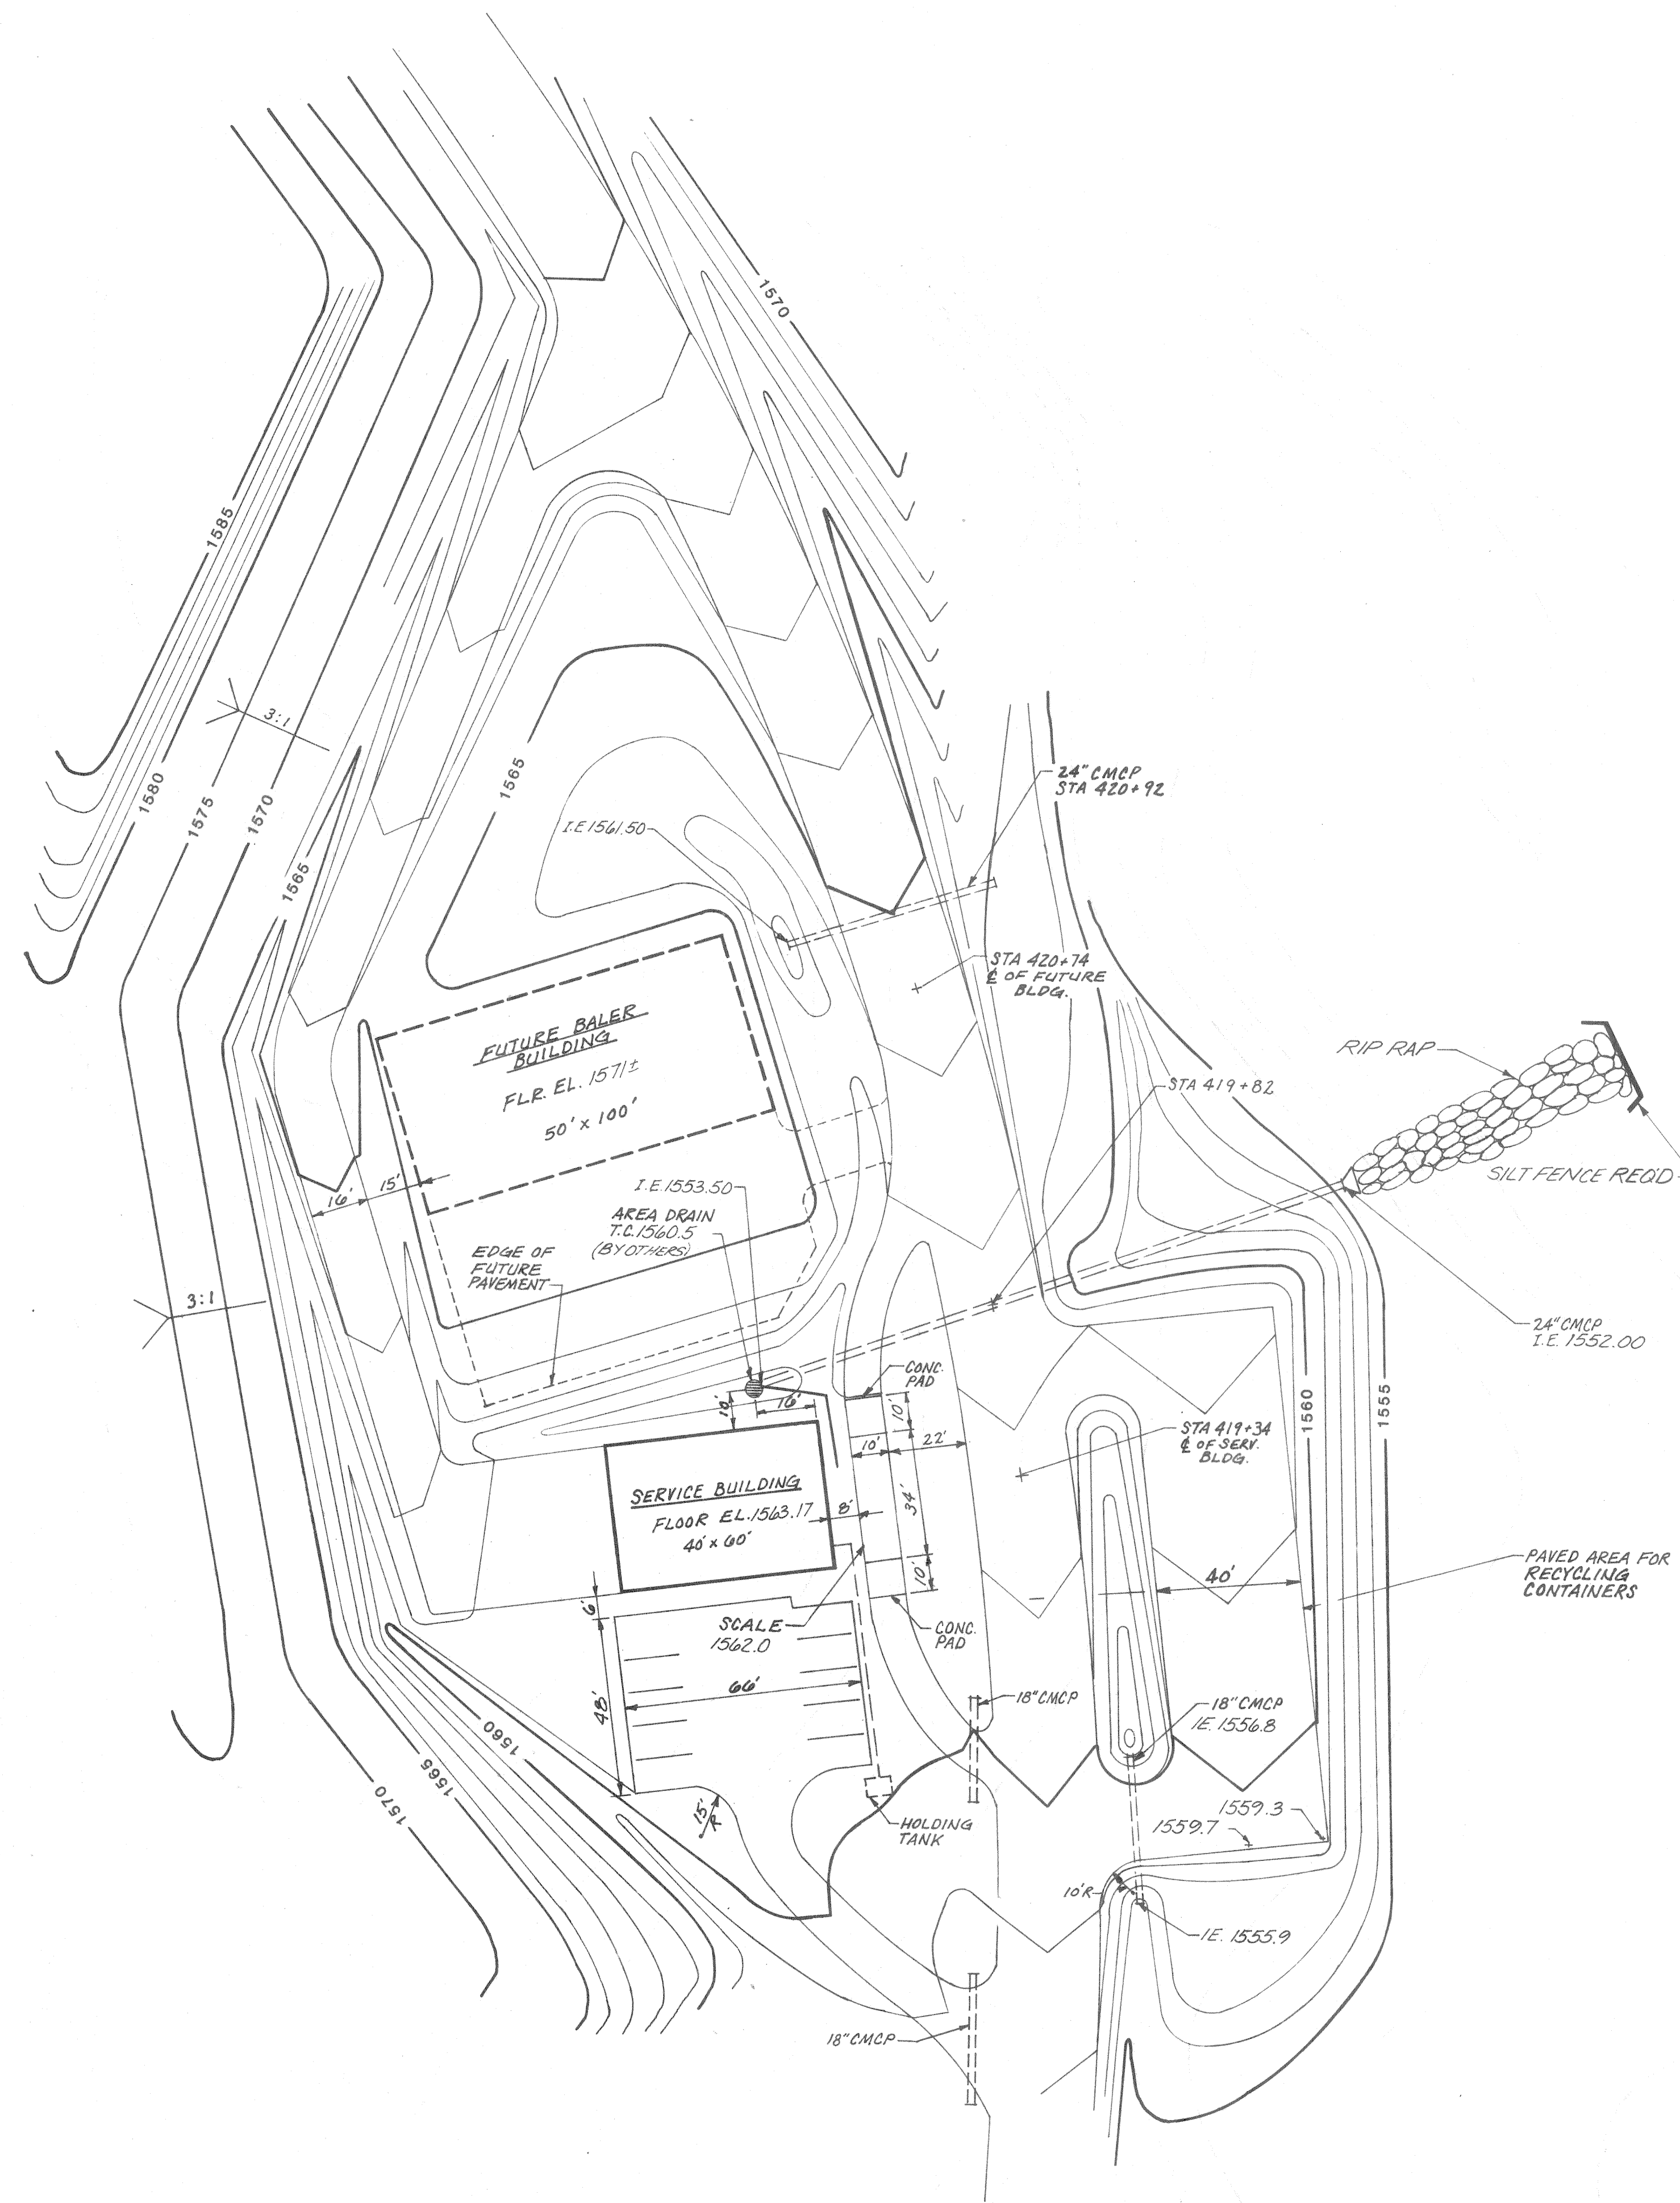 1570
1585
3:1
1580
1575
1570
1565
1565
24" CMCP
STA 420+92
I.E 1561.50
STA 420+74
℄ OF FUTURE
BLDG.
FUTURE BALER
BUILDING
FLR. EL. 1571±
50' x 100'
RIP RAP
STA 419+82
SILT FENCE REQ'D
16'
15'
I.E. 1553.50
AREA DRAIN
T.C. 1560.5
(BY OTHERS)
EDGE OF
FUTURE
PAVEMENT
3:1
24" CMCP
I.E. 1552.00
CONC.
PAD
10'
16'
10'
10'
22'
STA 419+34
℄ OF SERV.
BLDG.
1560
1555
SERVICE BUILDING
FLOOR EL. 1563.17
40' x 60'
8'
34'
10'
40'
PAVED AREA FOR
RECYCLING
CONTAINERS
6'
SCALE
1562.0
CONC.
PAD
66'
48'
18" CMCP
18" CMCP
IE. 1556.8
1560
1565
1570
15'
R
HOLDING
TANK
1559.3
1559.7
10'R
IE. 1555.9
18" CMCP